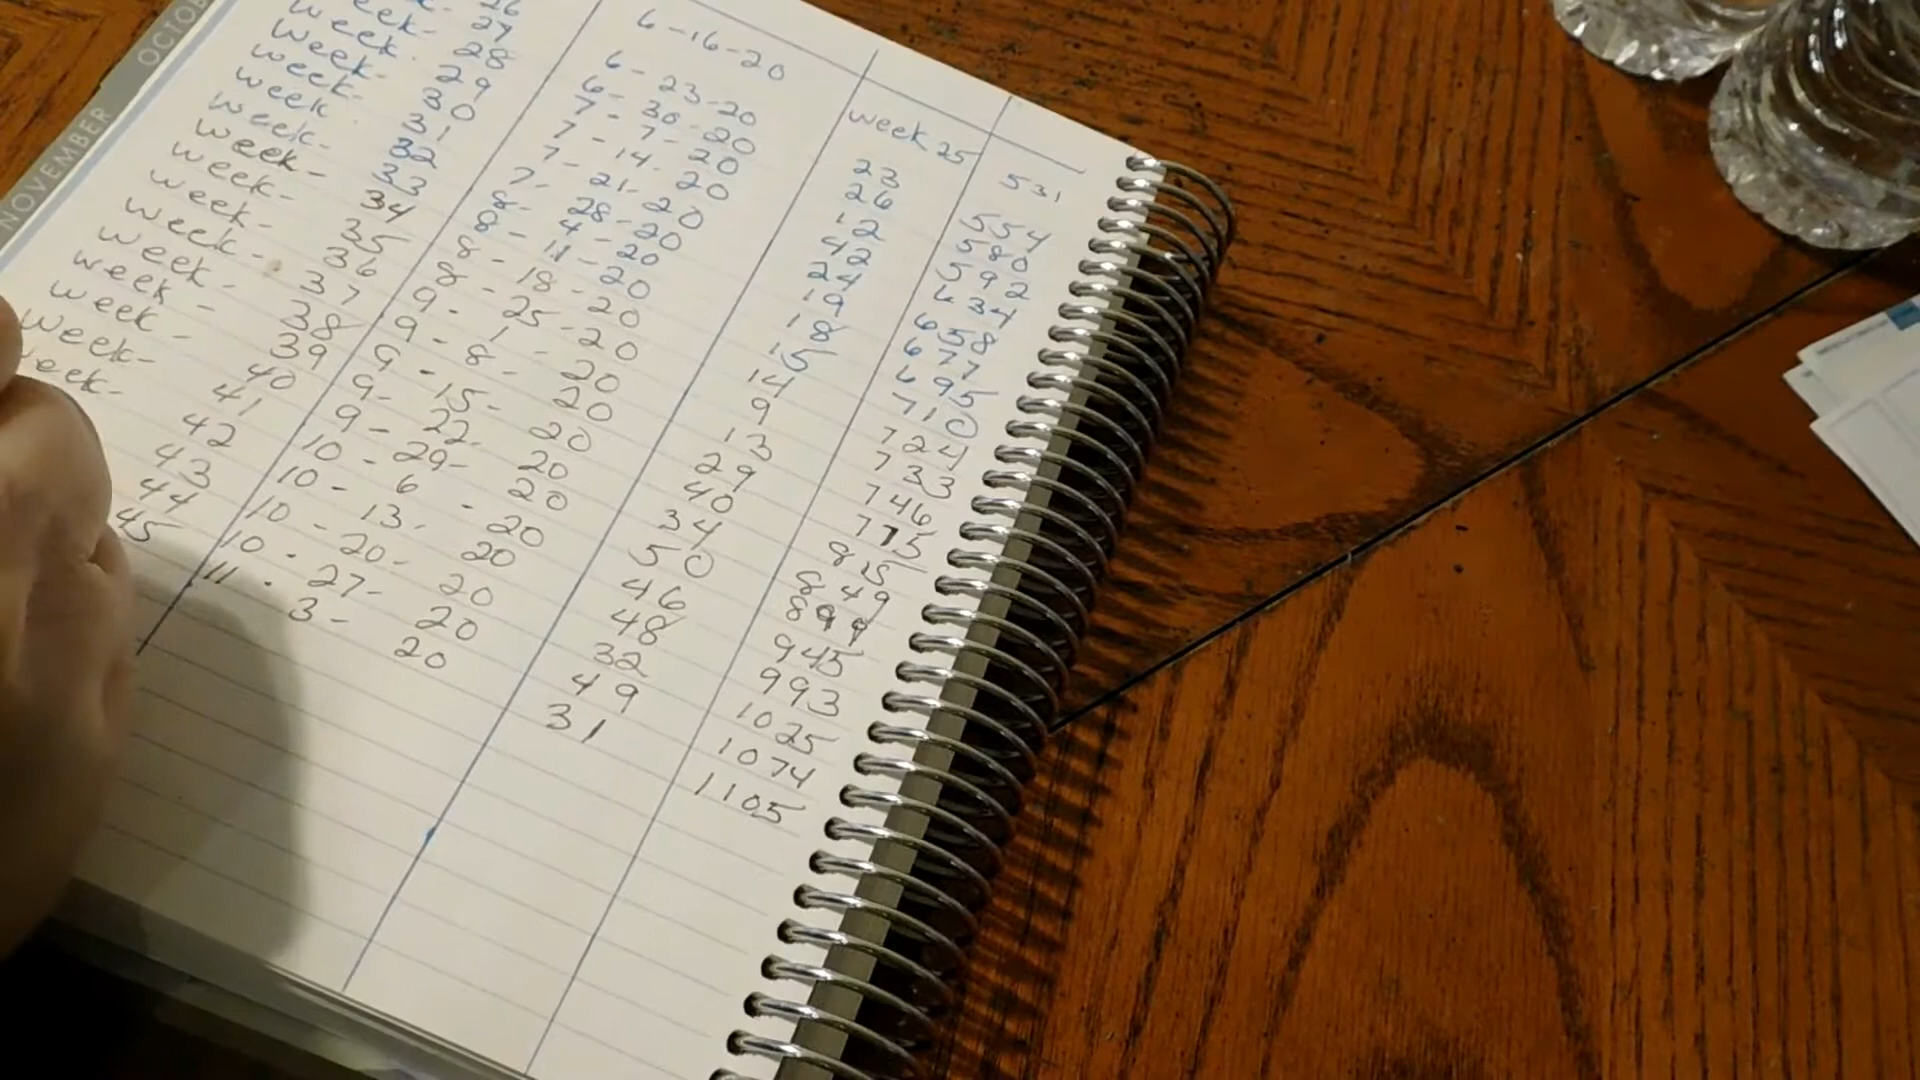 OCTOB
NOVEMBER
6-16-20 week 25 531
26 6-23-20 23 554
week-27 6-30-20 26 580
week-28 7-7-20 12 592
week-29 7-14-20 42 634
week-30 7-21-20 24 658
week-31 7-28-20 19 677
week-32 8-4-20 18 695
week-33 8-11-20 15 710
week-34 8-18-20 14 724
week-35 8-25-20 9 733
week-36 9-1-20 13 746
week-37 9-8-20 29 775
week-38 9-15-20 40 815
week-39 9-22-20 34 849
week-40 9-29-20 50 899
week-41 10-6-20 46 945
42 10-13-20 48 993
43 10-20-20 32 1025
44 10-27-20 49 1074
45 11-3-20 31 1105